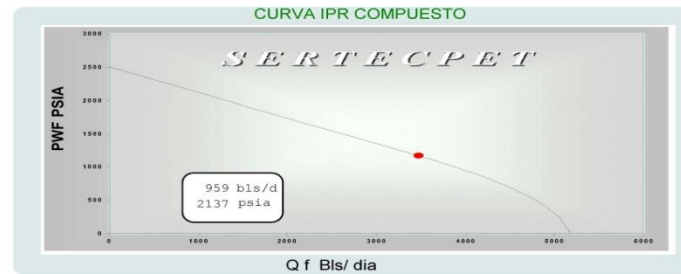 CURVA IPR COMPUESTO
SERTECPET
PWF PSIA
3000
2500
2000
1500
1000
500
0
959 bls/d
2137 psia
0 1000 2000 3000 4000 5000 6000
Q f Bls/ dia